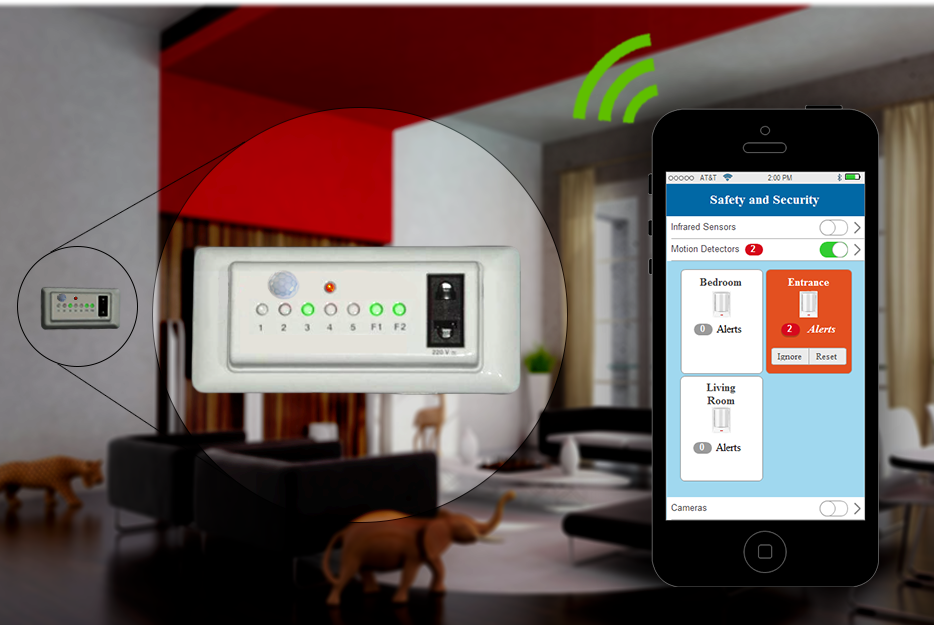 1 2 3 4 5 F1 F2
220 V ~
AT&T 2:00 PM
Safety and Security
Infrared Sensors
Motion Detectors 2
Bedroom
0 Alerts
Entrance
2 Alerts
Ignore Reset
Living
Room
0 Alerts
Cameras